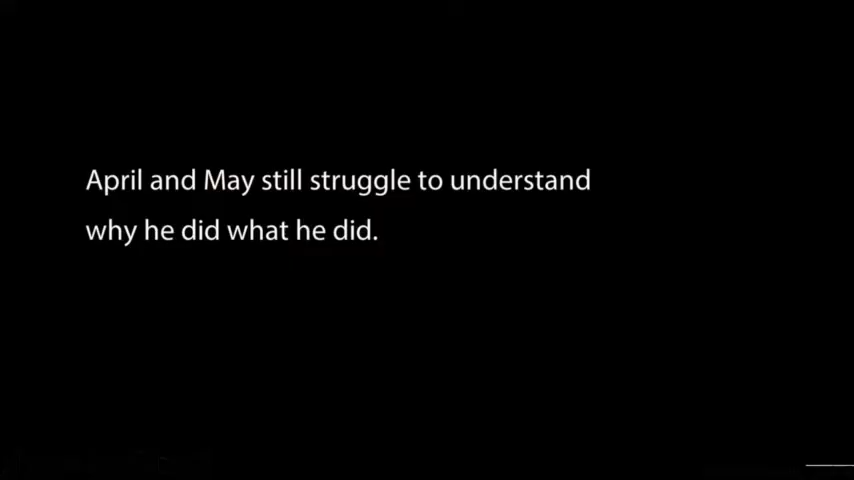 April and May still struggle to understand
why he did what he did.